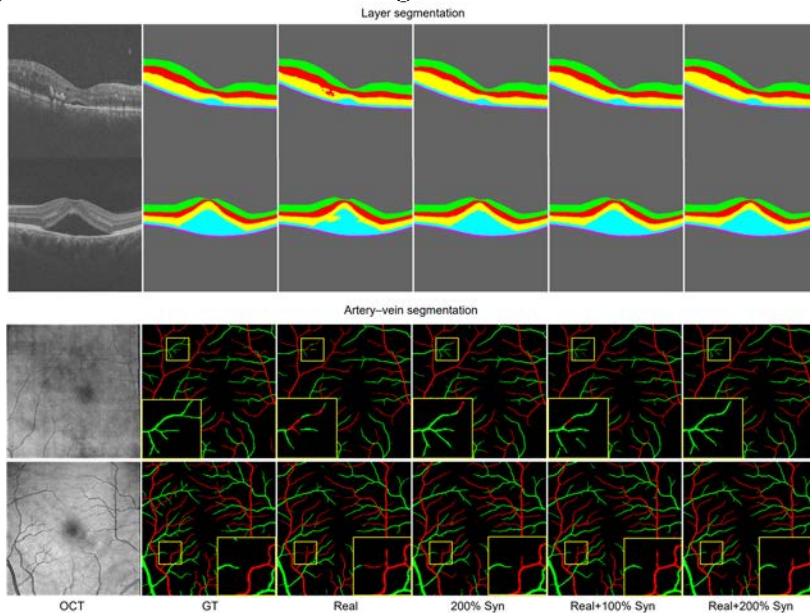 Layer segmentation
Artery–vein segmentation
OCT GT Real 200% Syn Real+100% Syn Real+200% Syn